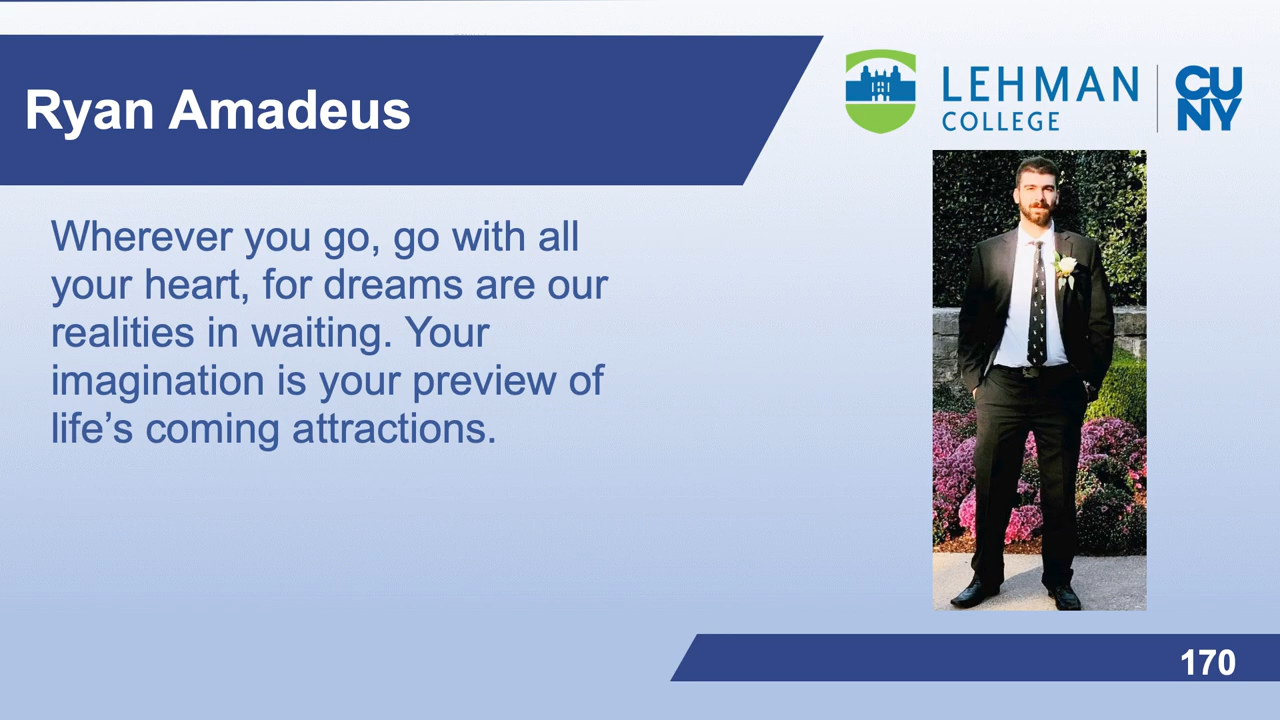 Ryan Amadeus
LEHMAN
COLLEGE
CU
NY
Wherever you go, go with all
your heart, for dreams are our
realities in waiting. Your
imagination is your preview of
life’s coming attractions.
170